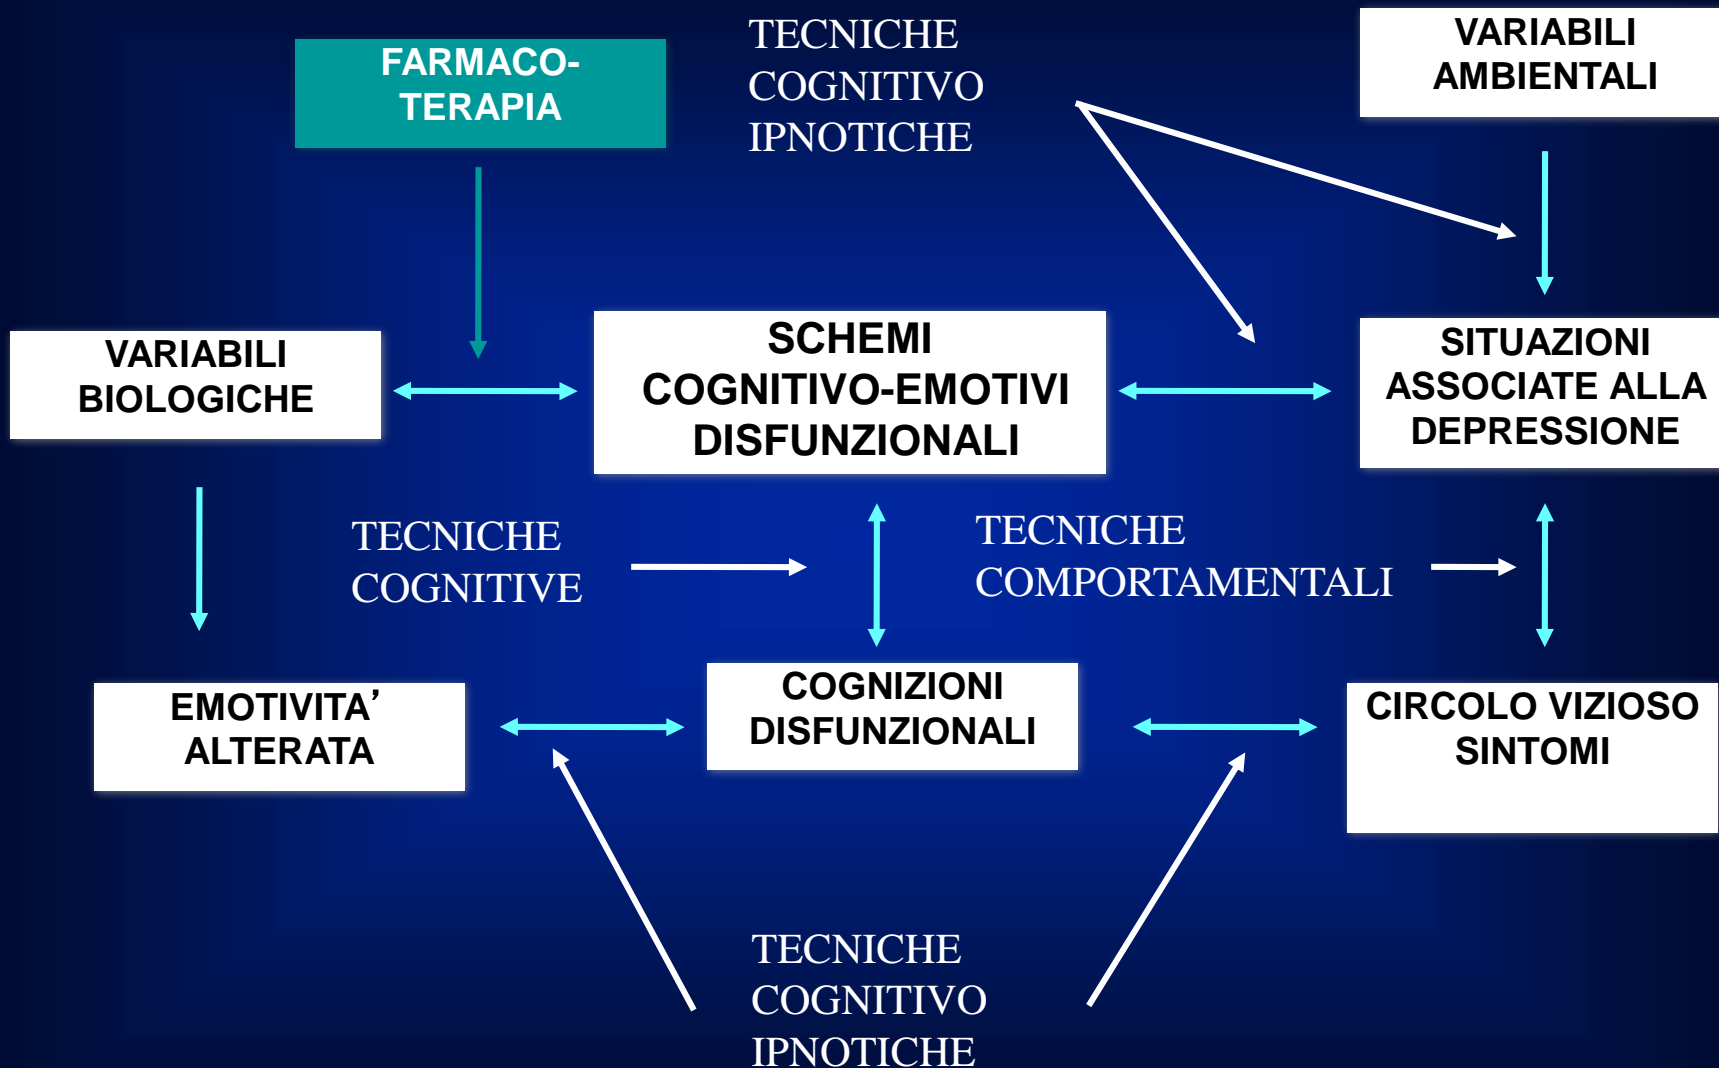 FARMACO-
TERAPIA
TECNICHE
COGNITIVO
IPNOTICHE
VARIABILI
AMBIENTALI
VARIABILI
BIOLOGICHE
SCHEMI
COGNITIVO-EMOTIVI
DISFUNZIONALI
SITUAZIONI
ASSOCIATE ALLA
DEPRESSIONE
TECNICHE
COGNITIVE
TECNICHE
COMPORTAMENTALI
EMOTIVITA’
ALTERATA
COGNIZIONI
DISFUNZIONALI
CIRCOLO VIZIOSO
SINTOMI
TECNICHE
COGNITIVO
IPNOTICHE